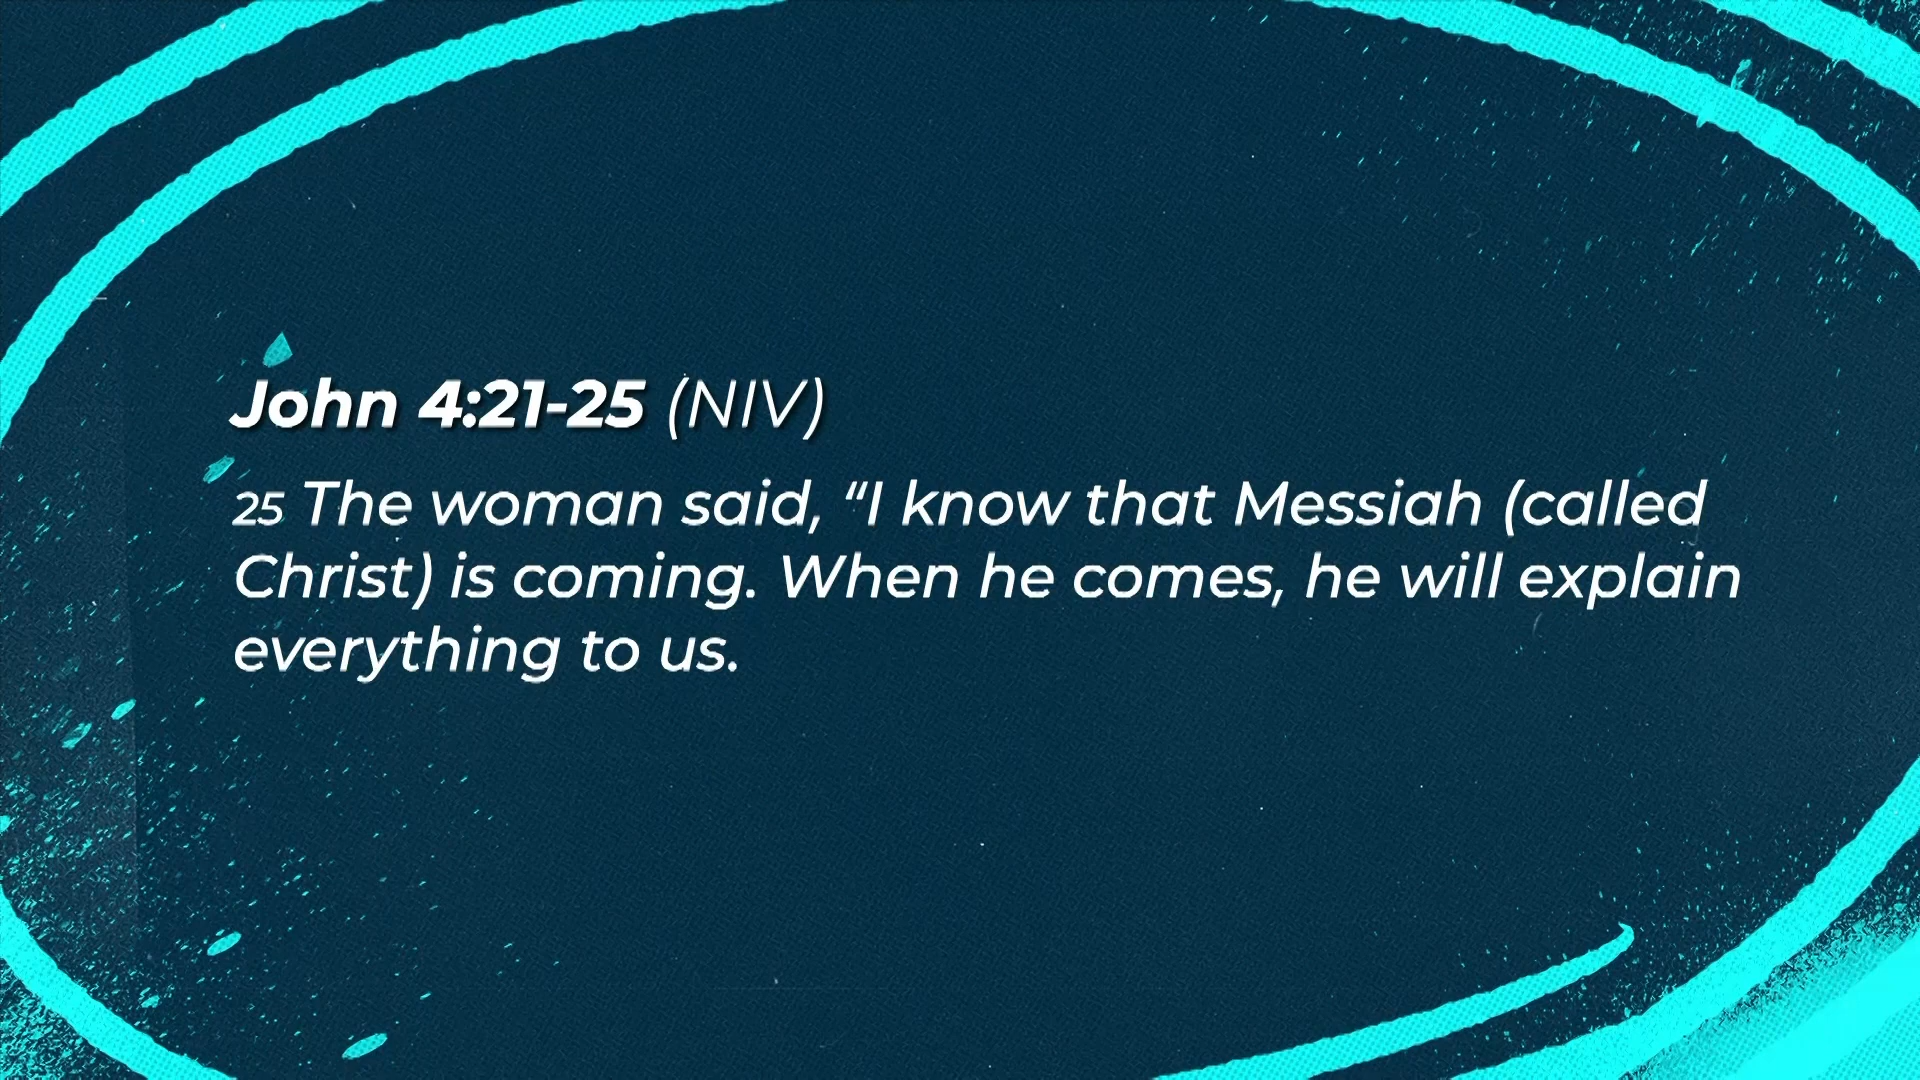 John 4:21-25 (NIV)
25 The woman said, “I know that Messiah (called
Christ) is coming. When he comes, he will explain
everything to us.